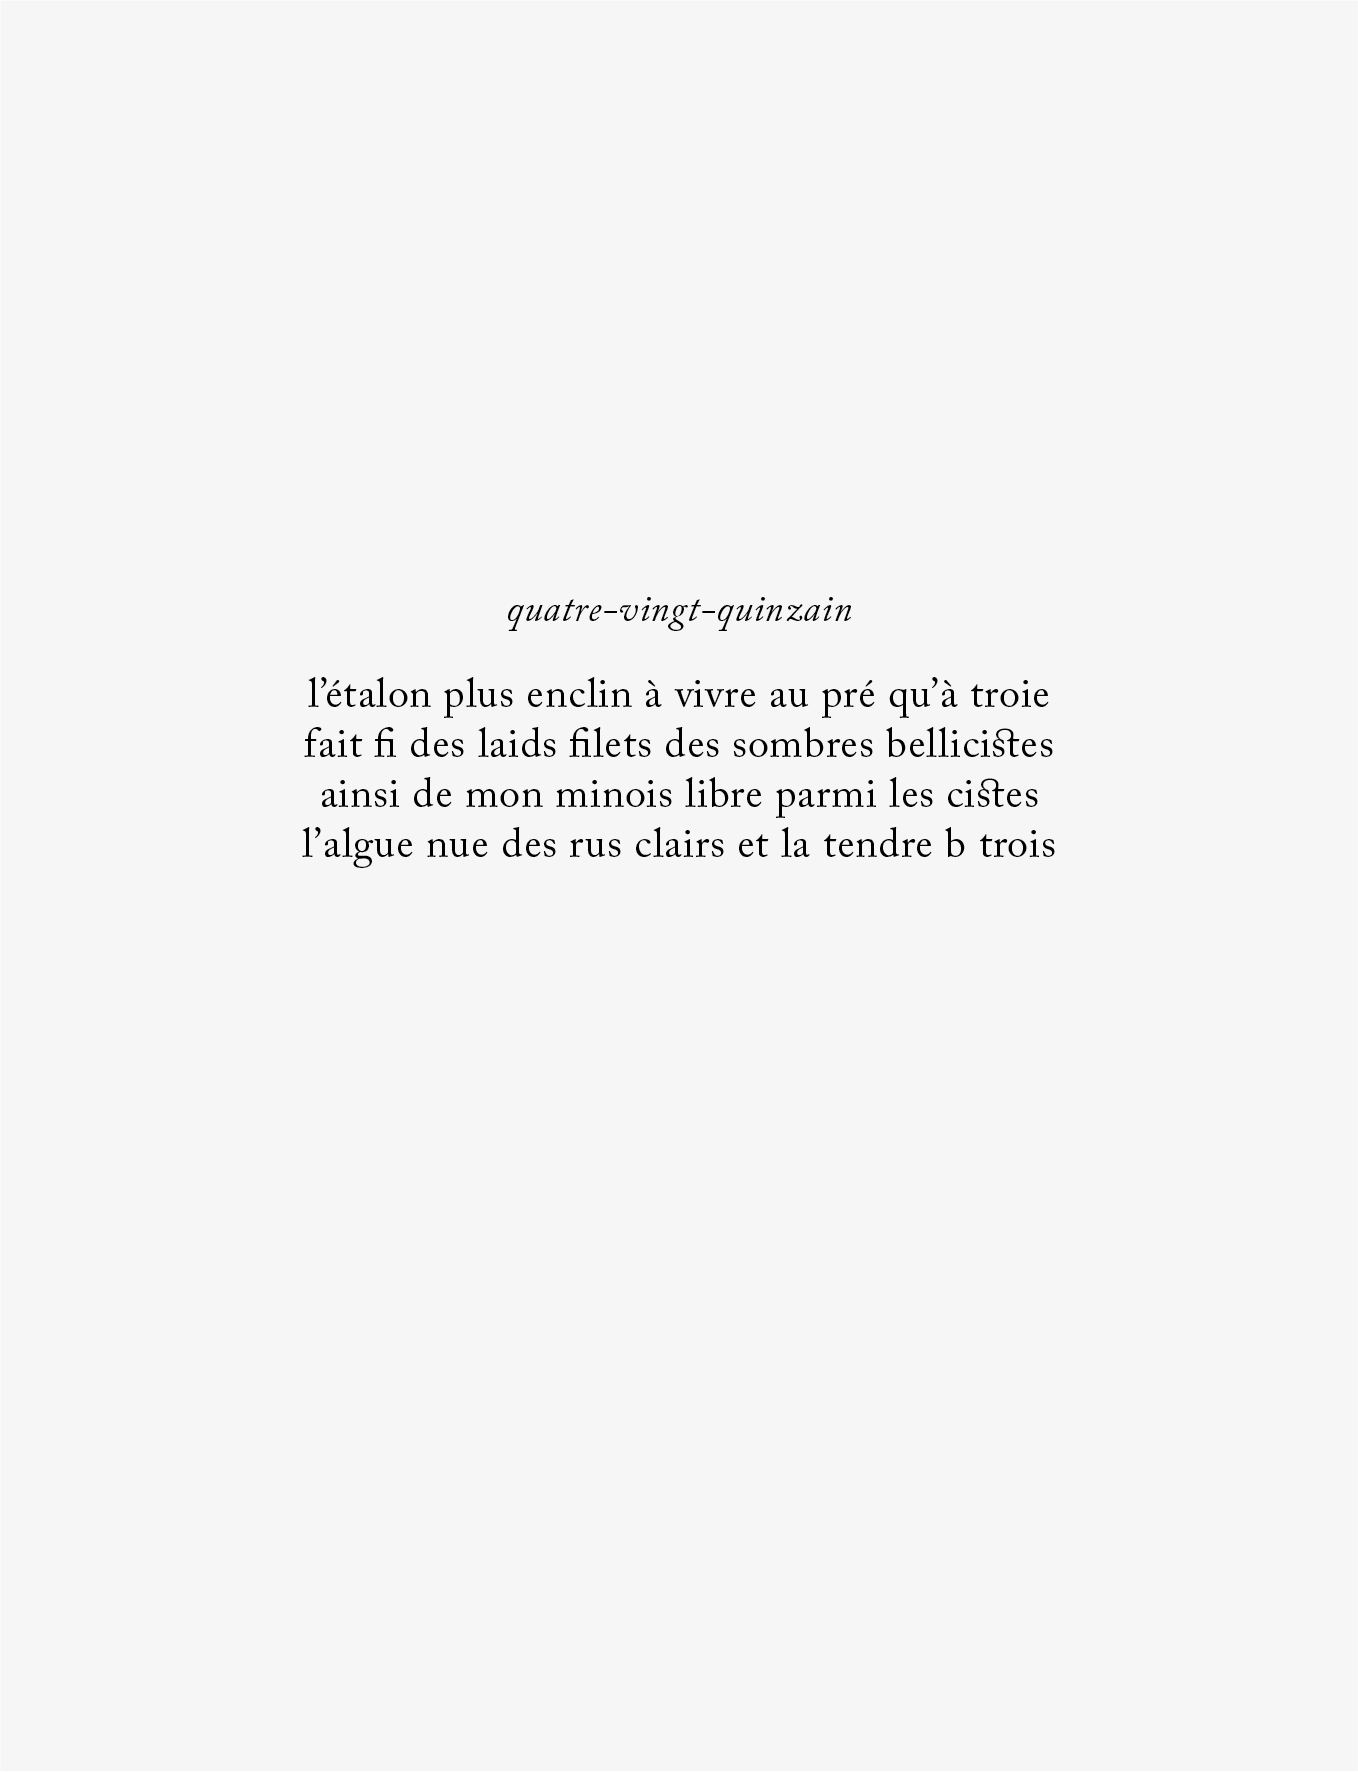 quatre-vingt-quinzain
l’étalon plus enclin à vivre au pré qu’à troie
fait fi des laids filets des sombres bellicistes
ainsi de mon minois libre parmi les cistes
l’algue nue des rus clairs et la tendre b trois